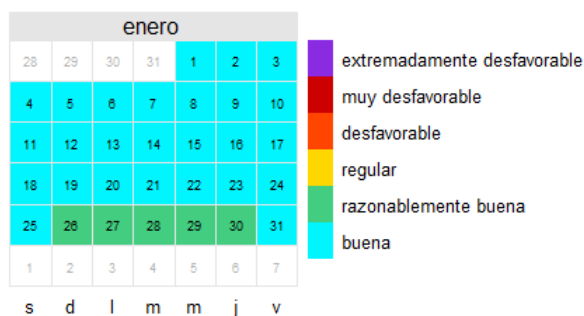 enero
28 29 30 31 1 2 3
4 5 6 7 8 9 10
11 12 13 14 15 16 17
18 19 20 21 22 23 24
25 26 27 28 29 30 31
1 2 3 4 5 6 7
s d l m m j v
extremadamente desfavorable
muy desfavorable
desfavorable
regular
razonablemente buena
buena